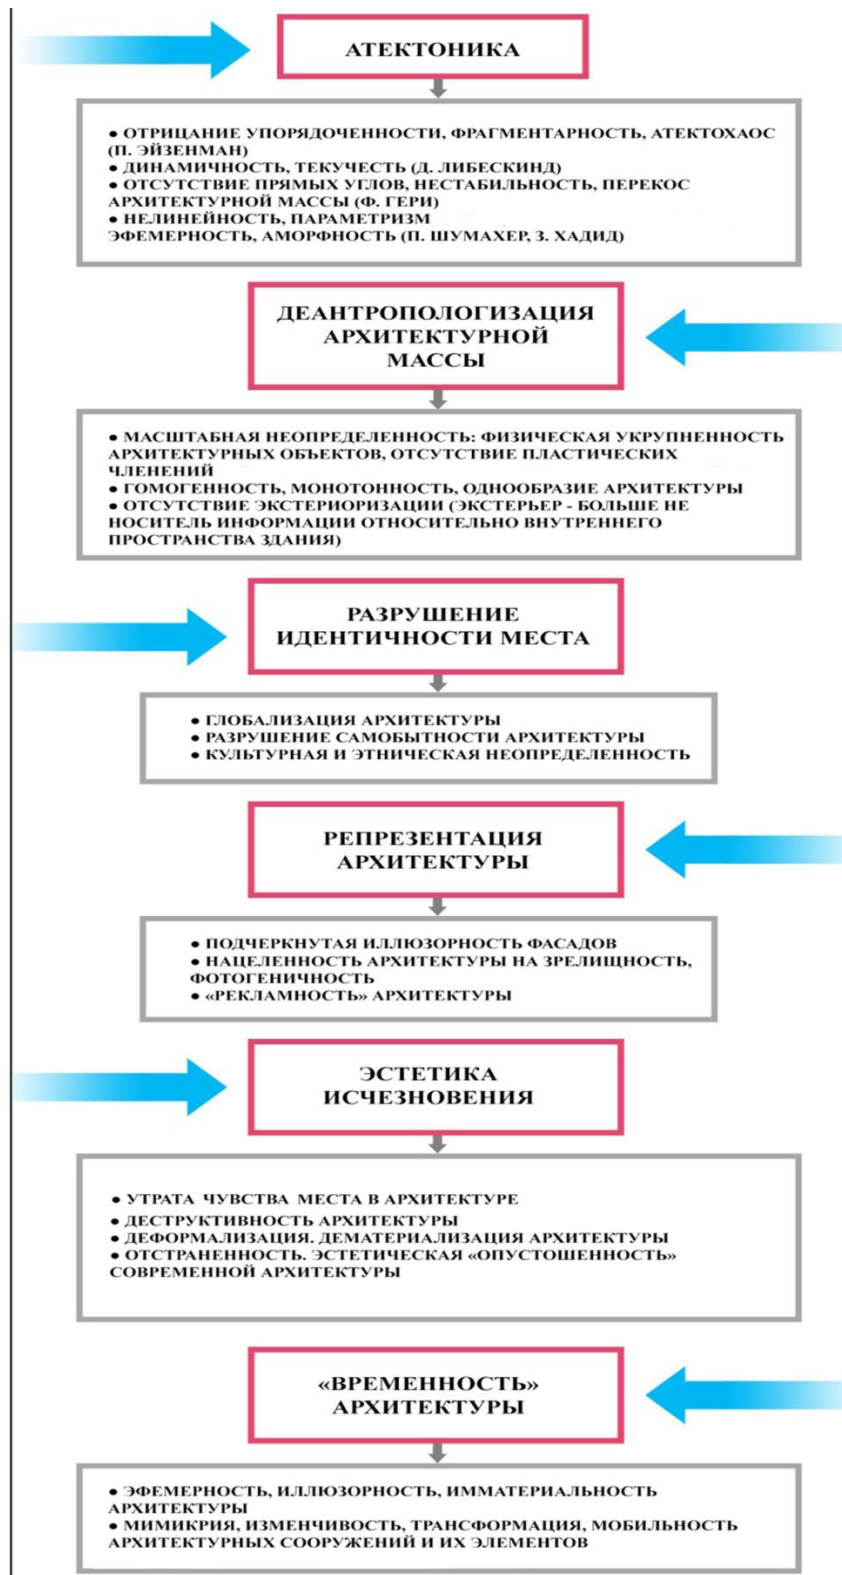 АТЕКТОНИКА
● ОТРИЦАНИЕ УПОРЯДОЧЕННОСТИ, ФРАГМЕНТАРНОСТЬ, АТЕКТОХАОС
(П. ЭЙЗЕНМАН)
● ДИНАМИЧНОСТЬ, ТЕКУЧЕСТЬ (Д. ЛИБЕСКИНД)
● ОТСУТСТВИЕ ПРЯМЫХ УГЛОВ, НЕСТАБИЛЬНОСТЬ, ПЕРЕКОС
АРХИТЕКТУРНОЙ МАССЫ (Ф. ГЕРИ)
● НЕЛИНЕЙНОСТЬ, ПАРАМЕТРИЗМ
ЭФЕМЕРНОСТЬ, АМОРФНОСТЬ (П. ШУМАХЕР, З. ХАДИД)
ДЕАНТРОПОЛОГИЗАЦИЯ
АРХИТЕКТУРНОЙ
МАССЫ
● МАСШТАБНАЯ НЕОПРЕДЕЛЕННОСТЬ: ФИЗИЧЕСКАЯ УКРУПНЕННОСТЬ
АРХИТЕКТУРНЫХ ОБЪЕКТОВ, ОТСУТСТВИЕ ПЛАСТИЧЕСКИХ
ЧЛЕНЕНИЙ
● ГОМОГЕННОСТЬ, МОНОТОННОСТЬ, ОДНООБРАЗИЕ АРХИТЕКТУРЫ
● ОТСУТСТВИЕ ЭКСТЕРИОРИЗАЦИИ (ЭКСТЕРЬЕР - БОЛЬШЕ НЕ
НОСИТЕЛЬ ИНФОРМАЦИИ ОТНОСИТЕЛЬНО ВНУТРЕННЕГО
ПРОСТРАНСТВА ЗДАНИЯ)
РАЗРУШЕНИЕ
ИДЕНТИЧНОСТИ МЕСТА
● ГЛОБАЛИЗАЦИЯ АРХИТЕКТУРЫ
● РАЗРУШЕНИЕ САМОБЫТНОСТИ АРХИТЕКТУРЫ
● КУЛЬТУРНАЯ И ЭТНИЧЕСКАЯ НЕОПРЕДЕЛЕННОСТЬ
РЕПРЕЗЕНТАЦИЯ
АРХИТЕКТУРЫ
● ПОДЧЕРКНУТАЯ ИЛЛЮЗОРНОСТЬ ФАСАДОВ
● НАЦЕЛЕННОСТЬ АРХИТЕКТУРЫ НА ЗРЕЛИЩНОСТЬ,
ФОТОГЕНИЧНОСТЬ
● «РЕКЛАМНОСТЬ» АРХИТЕКТУРЫ
ЭСТЕТИКА
ИСЧЕЗНОВЕНИЯ
● УТРАТА ЧУВСТВА МЕСТА В АРХИТЕКТУРЕ
● ДЕСТРУКТИВНОСТЬ АРХИТЕКТУРЫ
● ДЕФОРМАЛИЗАЦИЯ. ДЕМАТЕРИАЛИЗАЦИЯ АРХИТЕКТУРЫ
● ОТСТРАНЕННОСТЬ. ЭСТЕТИЧЕСКАЯ «ОПУСТОШЕННОСТЬ»
СОВРЕМЕННОЙ АРХИТЕКТУРЫ
«ВРЕМЕННОСТЬ»
АРХИТЕКТУРЫ
● ЭФЕМЕРНОСТЬ, ИЛЛЮЗОРНОСТЬ, ИММАТЕРИАЛЬНОСТЬ
АРХИТЕКТУРЫ
● МИМИКРИЯ, ИЗМЕНЧИВОСТЬ, ТРАНСФОРМАЦИЯ, МОБИЛЬНОСТЬ
АРХИТЕКТУРНЫХ СООРУЖЕНИЙ И ИХ ЭЛЕМЕНТОВ